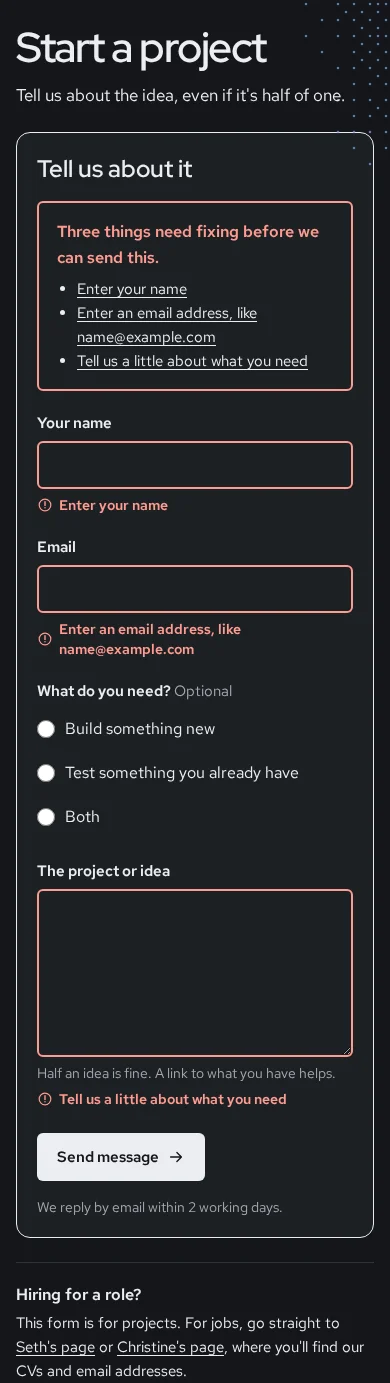 Start a project
Tell us about the idea, even if it's half of one.
Tell us about it
Three things need fixing before we
can send this.
Enter your name
Enter an email address, like
name@example.com
Tell us a little about what you need
Your name
Enter your name
Email
Enter an email address, like
name@example.com
What do you need? Optional
Build something new
Test something you already have
Both
The project or idea
Half an idea is fine. A link to what you have helps.
Tell us a little about what you need
Send message →
We reply by email within 2 working days.
Hiring for a role?
This form is for projects. For jobs, go straight to
Seth's page or Christine's page, where you'll find our
CVs and email addresses.